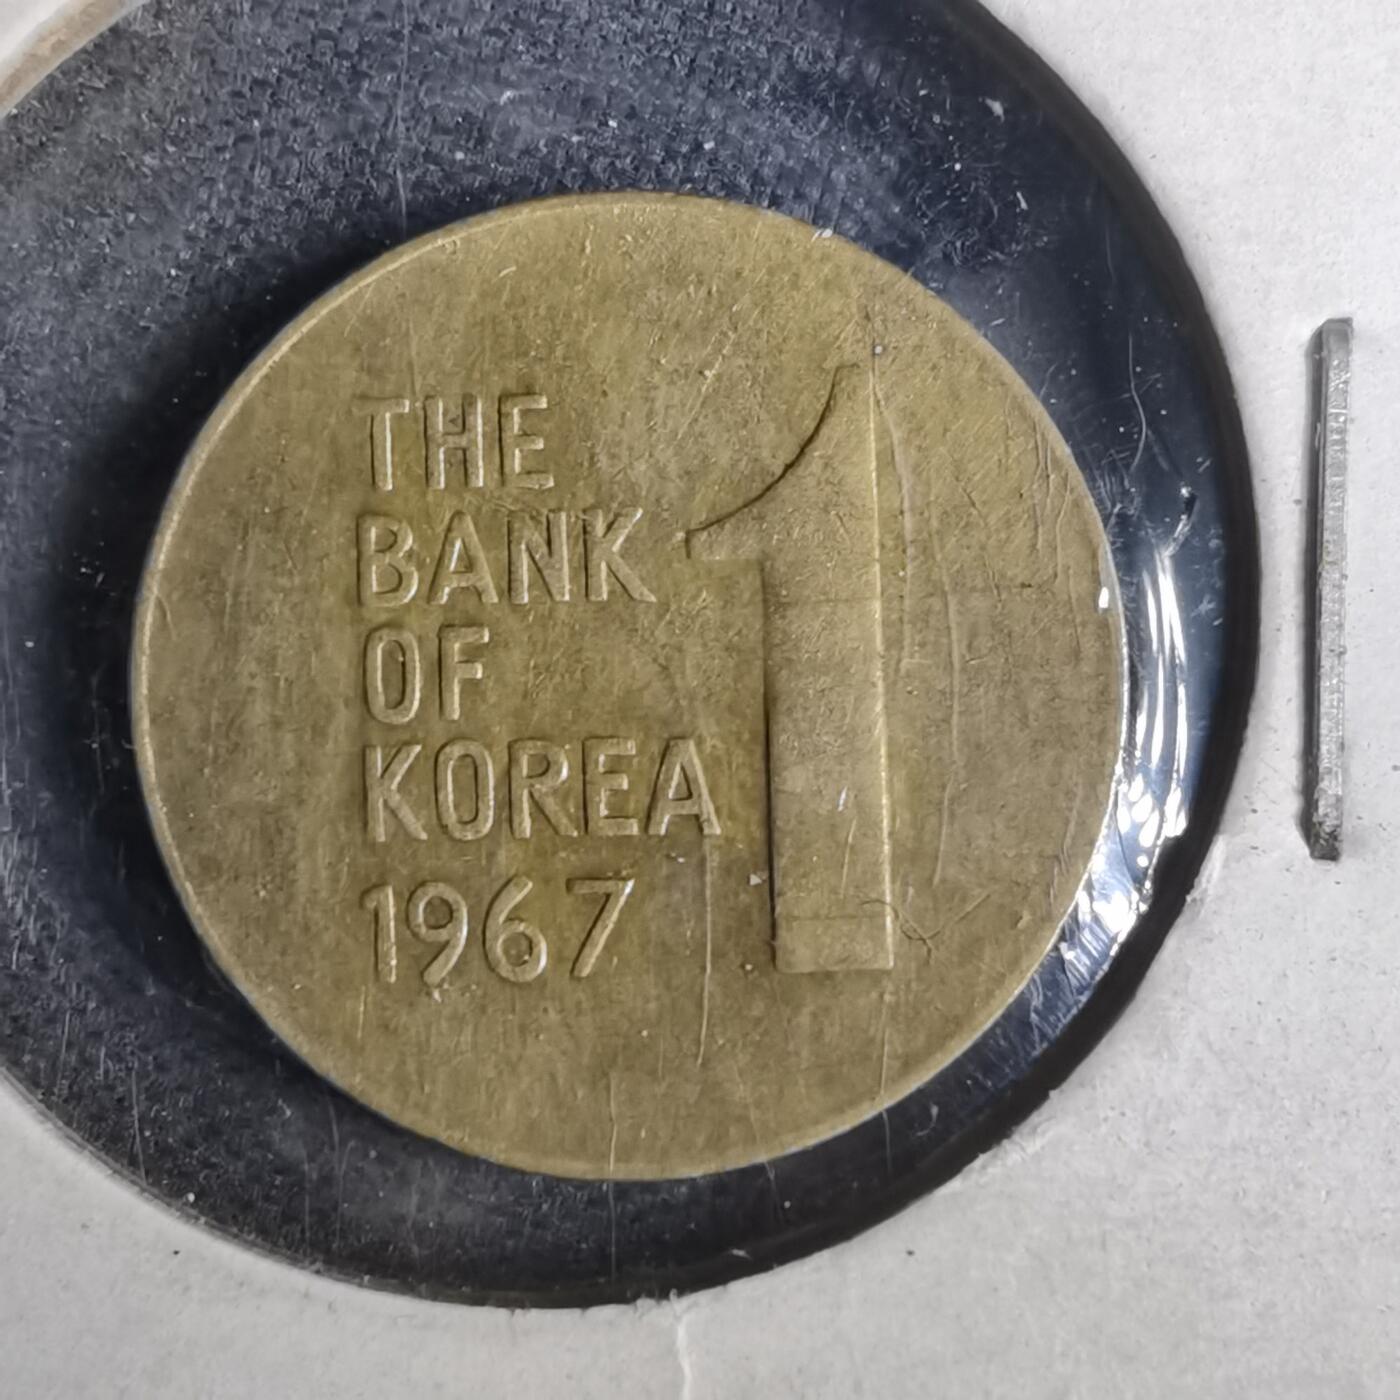 THE
BANK
OF
KOREA
1967
1